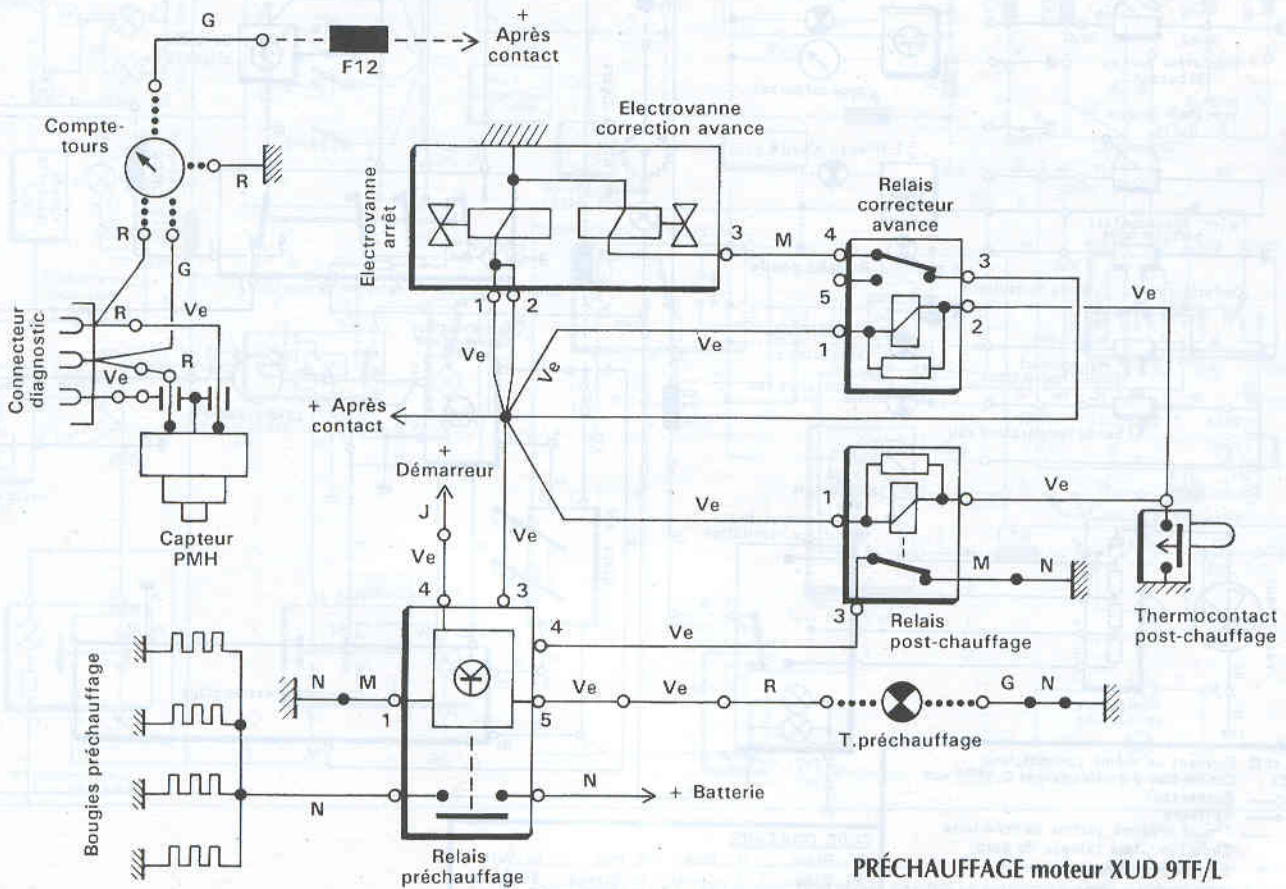 G
+
Après
contact
F12
Compte-
tours
R
R
G
Connecteur
diagnostic
R
Ve
R
Ve
Capteur
PMH
Electrovanne
correction avance
Electrovanne
arrêt
3
M
1
2
Ve
Ve
Ve
Relais
correcteur
avance
4
3
5
2
1
Ve
+ Après
contact
+
Démarreur
J
Ve
Ve
4
3
Ve
1
Ve
M
N
3
Relais
post-chauffage
Thermocontact
post-chauffage
4
Ve
N
M
1
5
Ve
Ve
R
G
N
T.préchauffage
Bougies préchauffage
N
N
+ Batterie
Relais
préchauffage
PRÉCHAUFFAGE moteur XUD 9TF/L